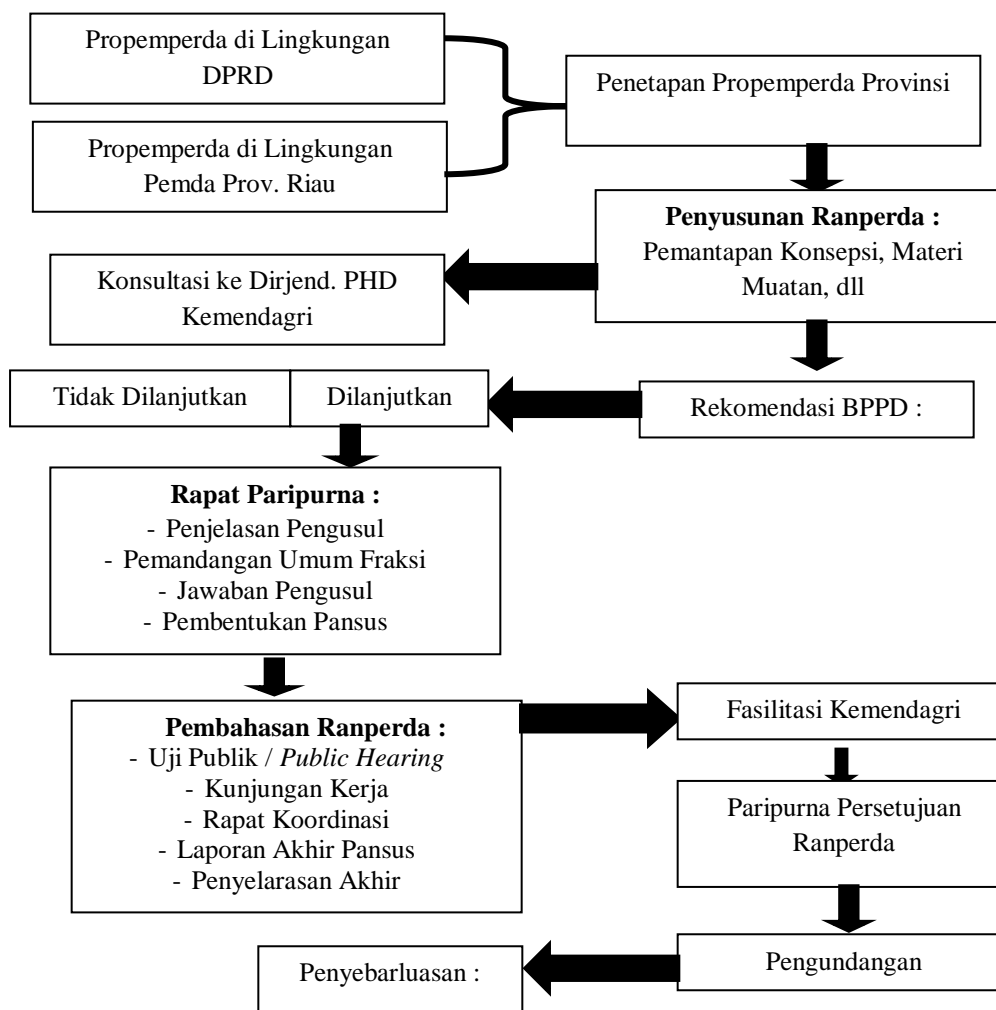 Propemperda di Lingkungan
DPRD
Penetapan Propemperda Provinsi
Propemperda di Lingkungan
Pemda Prov. Riau
Penyusunan Ranperda :
Pemantapan Konsepsi, Materi
Muatan, dll
Konsultasi ke Dirjend. PHD
Kemendagri
Tidak Dilanjutkan
Dilanjutkan
Rekomendasi BPPD :
Rapat Paripurna :
- Penjelasan Pengusul
- Pemandangan Umum Fraksi
- Jawaban Pengusul
- Pembentukan Pansus
Pembahasan Ranperda :
- Uji Publik / Public Hearing
- Kunjungan Kerja
- Rapat Koordinasi
- Laporan Akhir Pansus
- Penyelarasan Akhir
Fasilitasi Kemendagri
Paripurna Persetujuan
Ranperda
Pengundangan
Penyebarluasan :